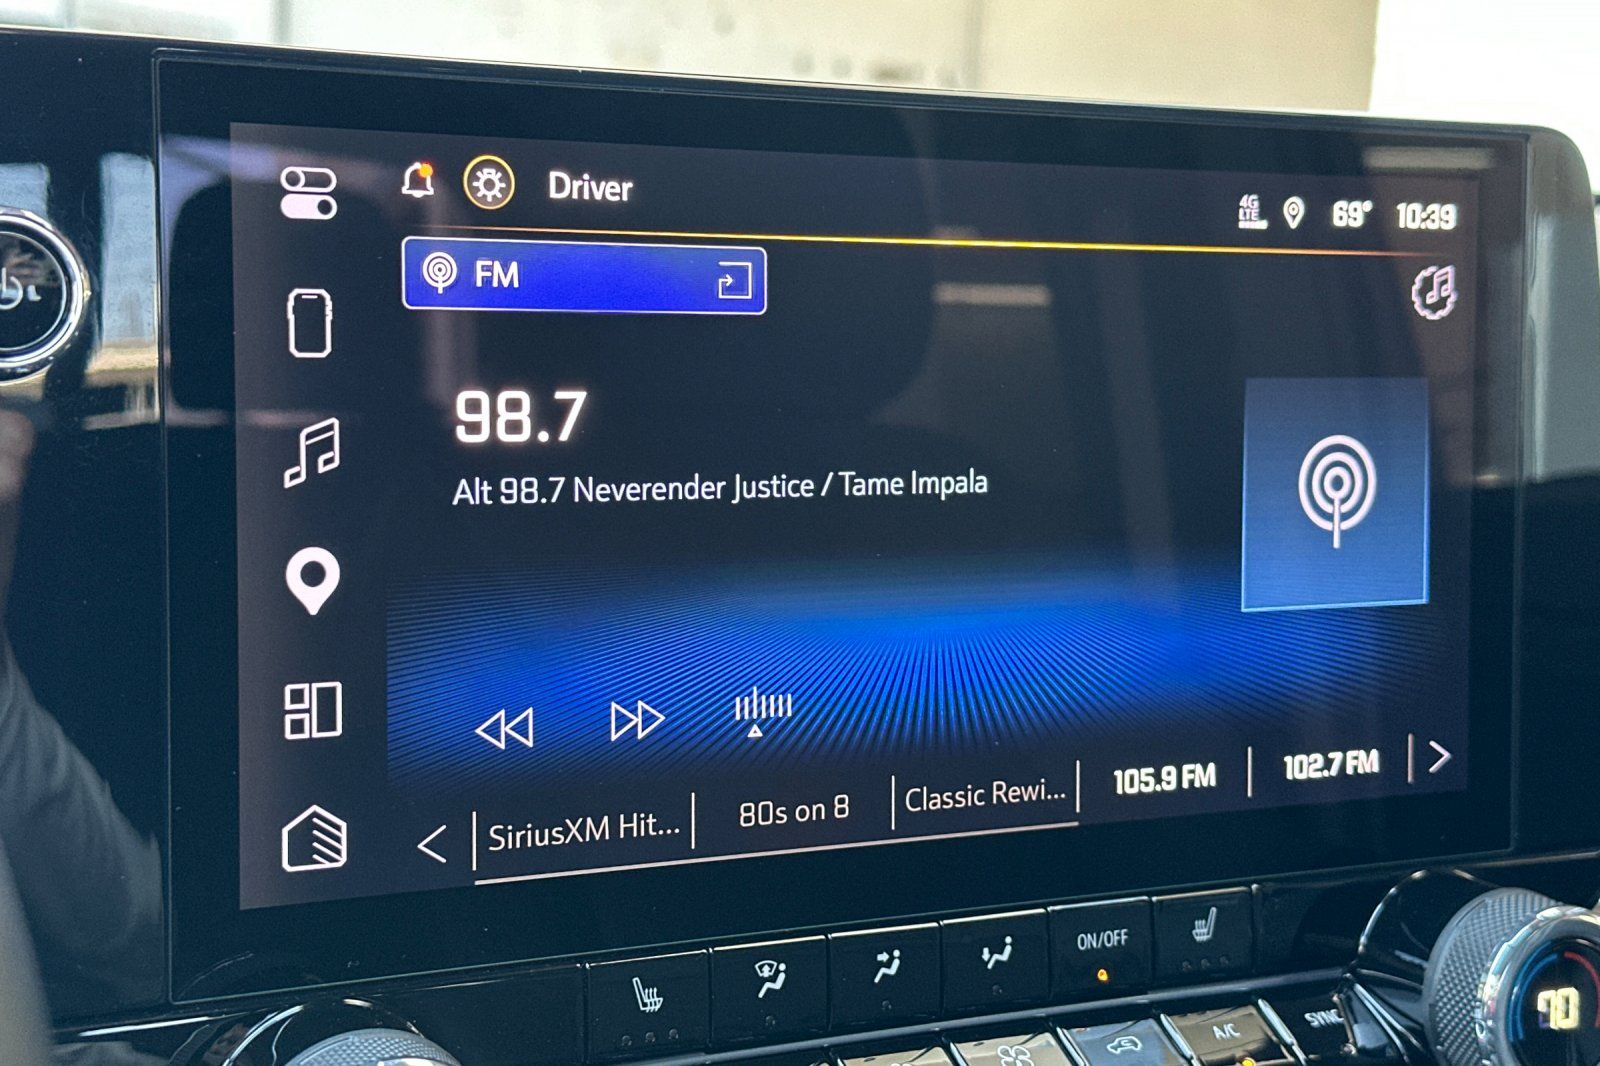 Driver
4G
LTE
69° 10:39
FM
98.7
Alt 98.7 Neverender Justice / Tame Impala
SiriusXM Hit...
80s on 8
Classic Rewi...
105.9 FM
102.7 FM
ON/OFF
A/C
SYNC
70